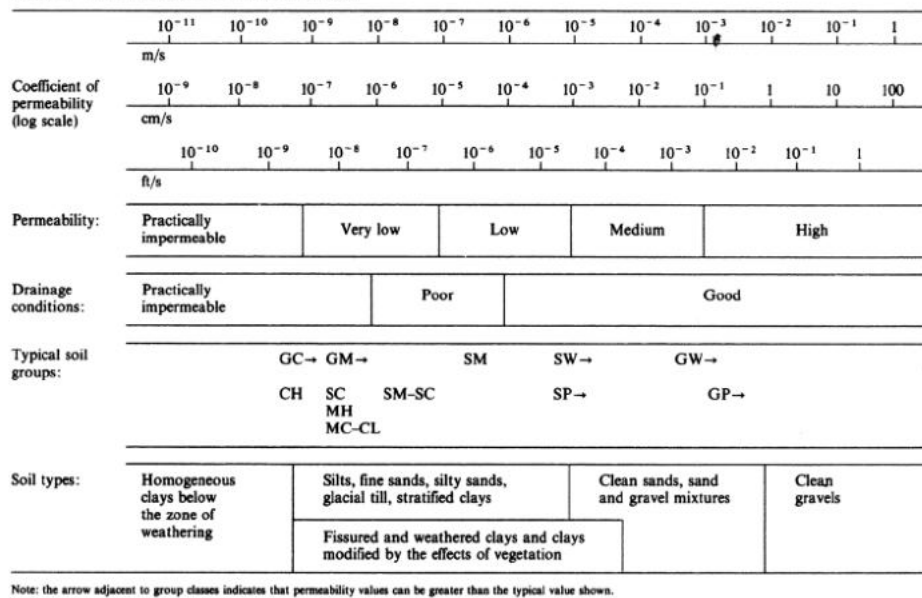 10⁻¹¹ 10⁻¹⁰ 10⁻⁹ 10⁻⁸ 10⁻⁷ 10⁻⁶ 10⁻⁵ 10⁻⁴ 10⁻³ 10⁻² 10⁻¹ 1
m/s
Coefficient of
permeability
(log scale)
10⁻⁹ 10⁻⁸ 10⁻⁷ 10⁻⁶ 10⁻⁵ 10⁻⁴ 10⁻³ 10⁻² 10⁻¹ 1 10 100
cm/s
10⁻¹⁰ 10⁻⁹ 10⁻⁸ 10⁻⁷ 10⁻⁶ 10⁻⁵ 10⁻⁴ 10⁻³ 10⁻² 10⁻¹ 1
ft/s
Permeability:
Practically
impermeable
Very low
Low
Medium
High
Drainage
conditions:
Practically
impermeable
Poor
Good
Typical soil
groups:
GC→ GM→ SM SW→ GW→
CH SC SM–SC SP→ GP→
MH
MC–CL
Soil types:
Homogeneous
clays below
the zone of
weathering
Silts, fine sands, silty sands,
glacial till, stratified clays
Fissured and weathered clays and clays
modified by the effects of vegetation
Clean sands, sand
and gravel mixtures
Clean
gravels
Note: the arrow adjacent to group classes indicates that permeability values can be greater than the typical value shown.